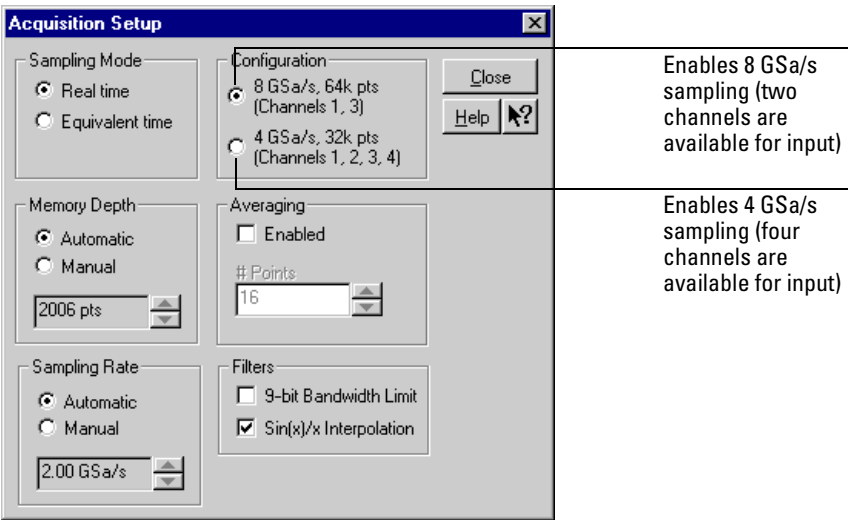 Acquisition Setup
Sampling Mode
Real time
Equivalent time
Configuration
8 GSa/s, 64k pts
(Channels 1, 3)
4 GSa/s, 32k pts
(Channels 1, 2, 3, 4)
Close
Help
?
Memory Depth
Automatic
Manual
2006 pts
Averaging
Enabled
# Points
16
Sampling Rate
Automatic
Manual
2.00 GSa/s
Filters
9-bit Bandwidth Limit
Sin(x)/x Interpolation
Enables 8 GSa/s
sampling (two
channels are
available for input)
Enables 4 GSa/s
sampling (four
channels are
available for input)